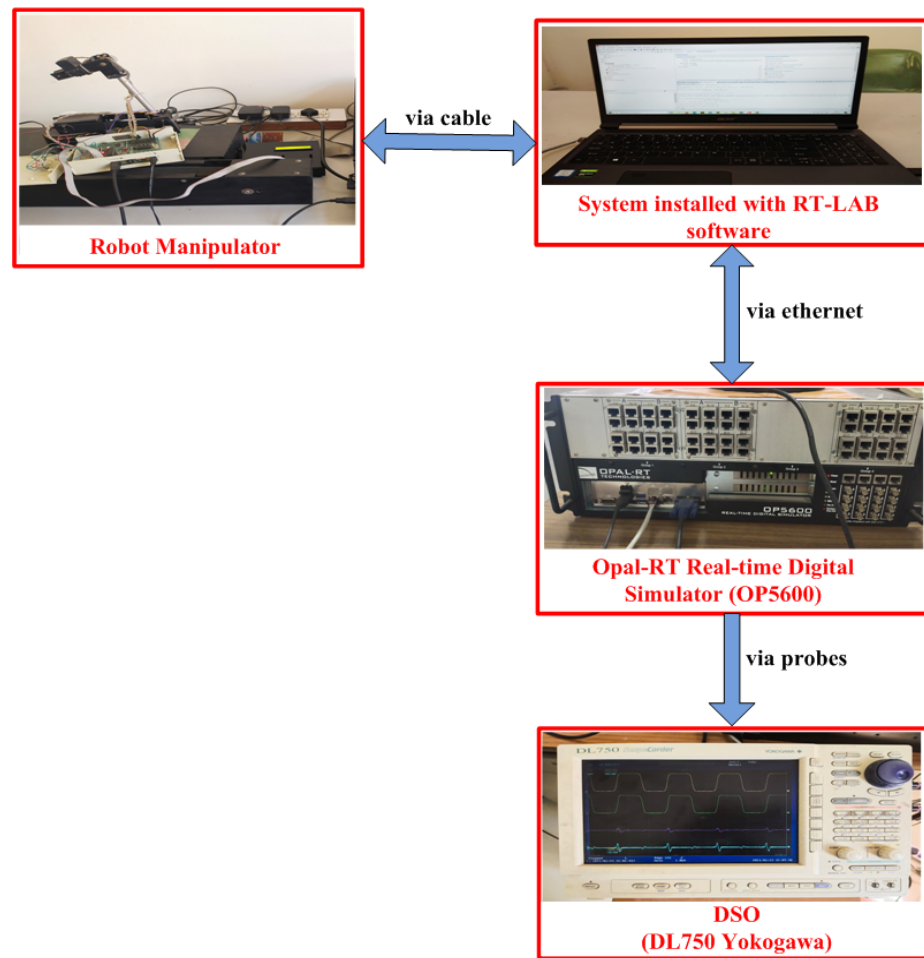 via cable
Robot Manipulator
System installed with RT-LAB
software
via ethernet
OPAL-RT
TECHNOLOGIES
OP5600
REAL-TIME DIGITAL SIMULATOR
Opal-RT Real-time Digital
Simulator (OP5600)
via probes
DL750
YOKOGAWA
DSO
(DL750 Yokogawa)